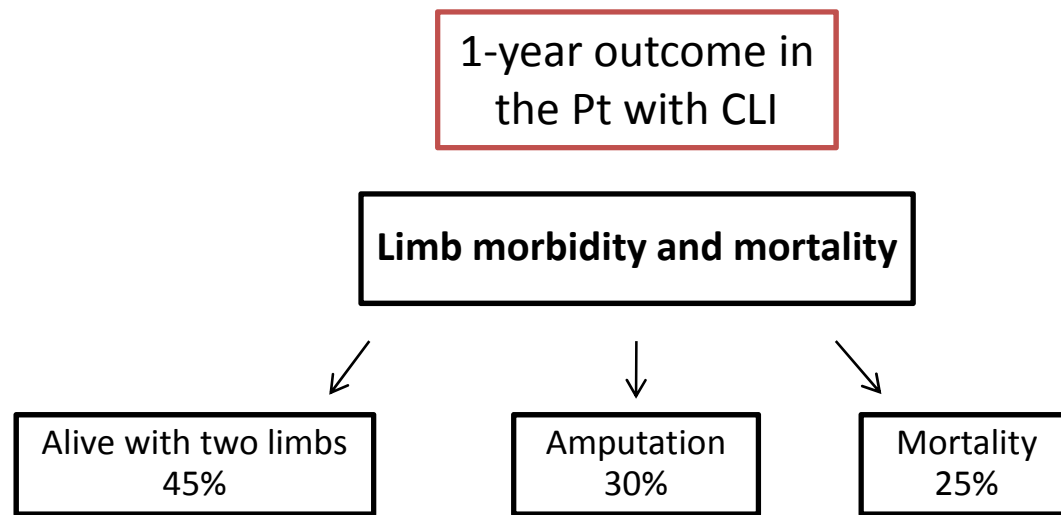 1-year outcome in
the Pt with CLI
Limb morbidity and mortality
Alive with two limbs
45%
Amputation
30%
Mortality
25%